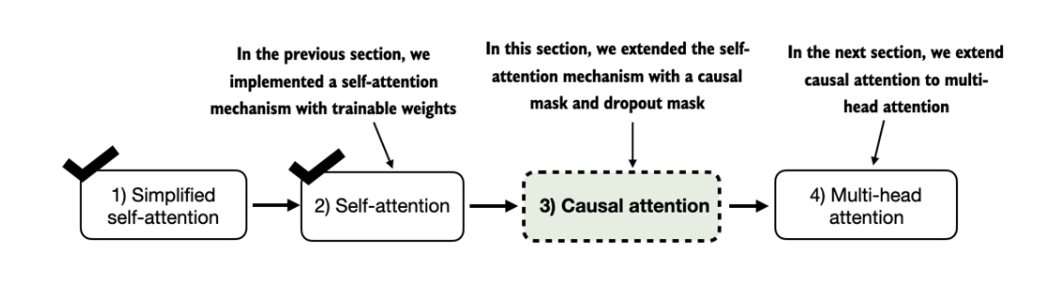 In the previous section, we
implemented a self-attention
mechanism with trainable weights
In this section, we extended the self-
attention mechanism with a causal
mask and dropout mask
In the next section, we extend
causal attention to multi-
head attention
1) Simplified
self-attention
2) Self-attention
3) Causal attention
4) Multi-head
attention